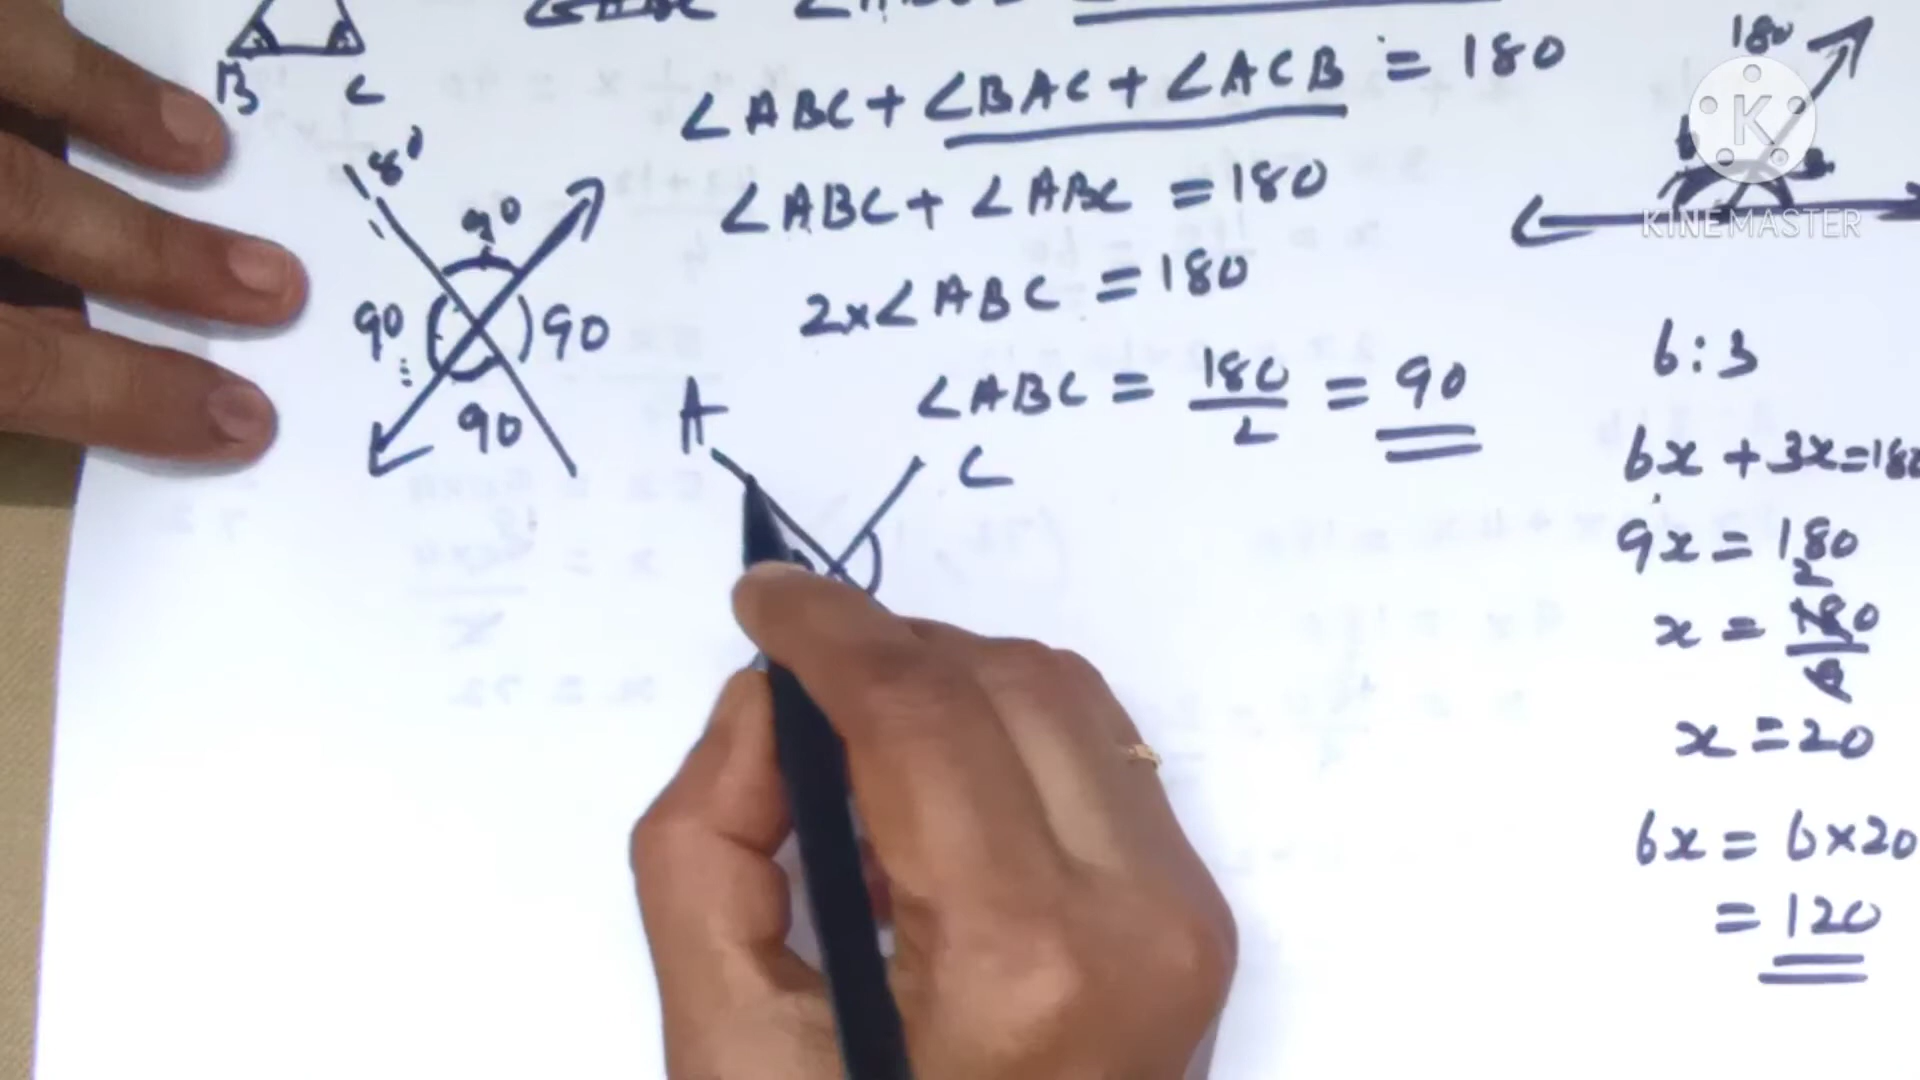 B C
∠ABC + ∠BAC + ∠ACB = 180
∠ABC + ∠ABC = 180
2x∠ABC = 180
∠ABC = 180/2 = 90
180
90
90
90
90
A
C
180
K
KINEMASTER
6:3
6x + 3x = 180
9x = 180
2
x = 180/9
x = 20
6x = 6×20
= 120